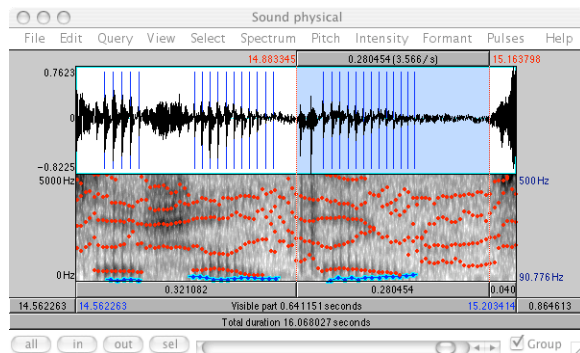 Sound physical
File Edit Query View Select Spectrum Pitch Intensity Formant Pulses Help
14.883345 0.280454 (3.566 / s) 15.163798
0.7623
0
-0.8225
5000 Hz 500 Hz
0 Hz 90.776 Hz
0.321082 0.280454 0.040
14.562263 14.562263 Visible part 0.641151 seconds 15.203414 0.864613
Total duration 16.068027 seconds
all in out sel Group